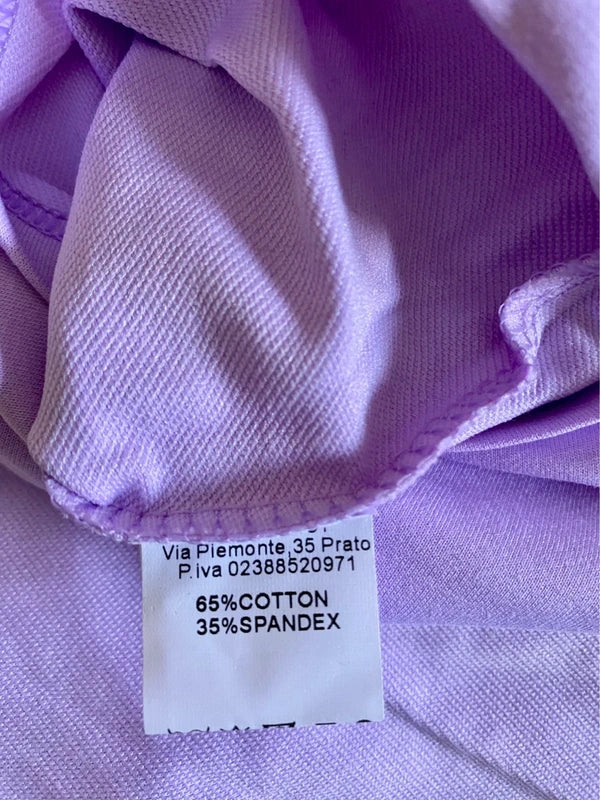 Via Piemonte,35 Prato
P.iva 02388520971
65%COTTON
35%SPANDEX